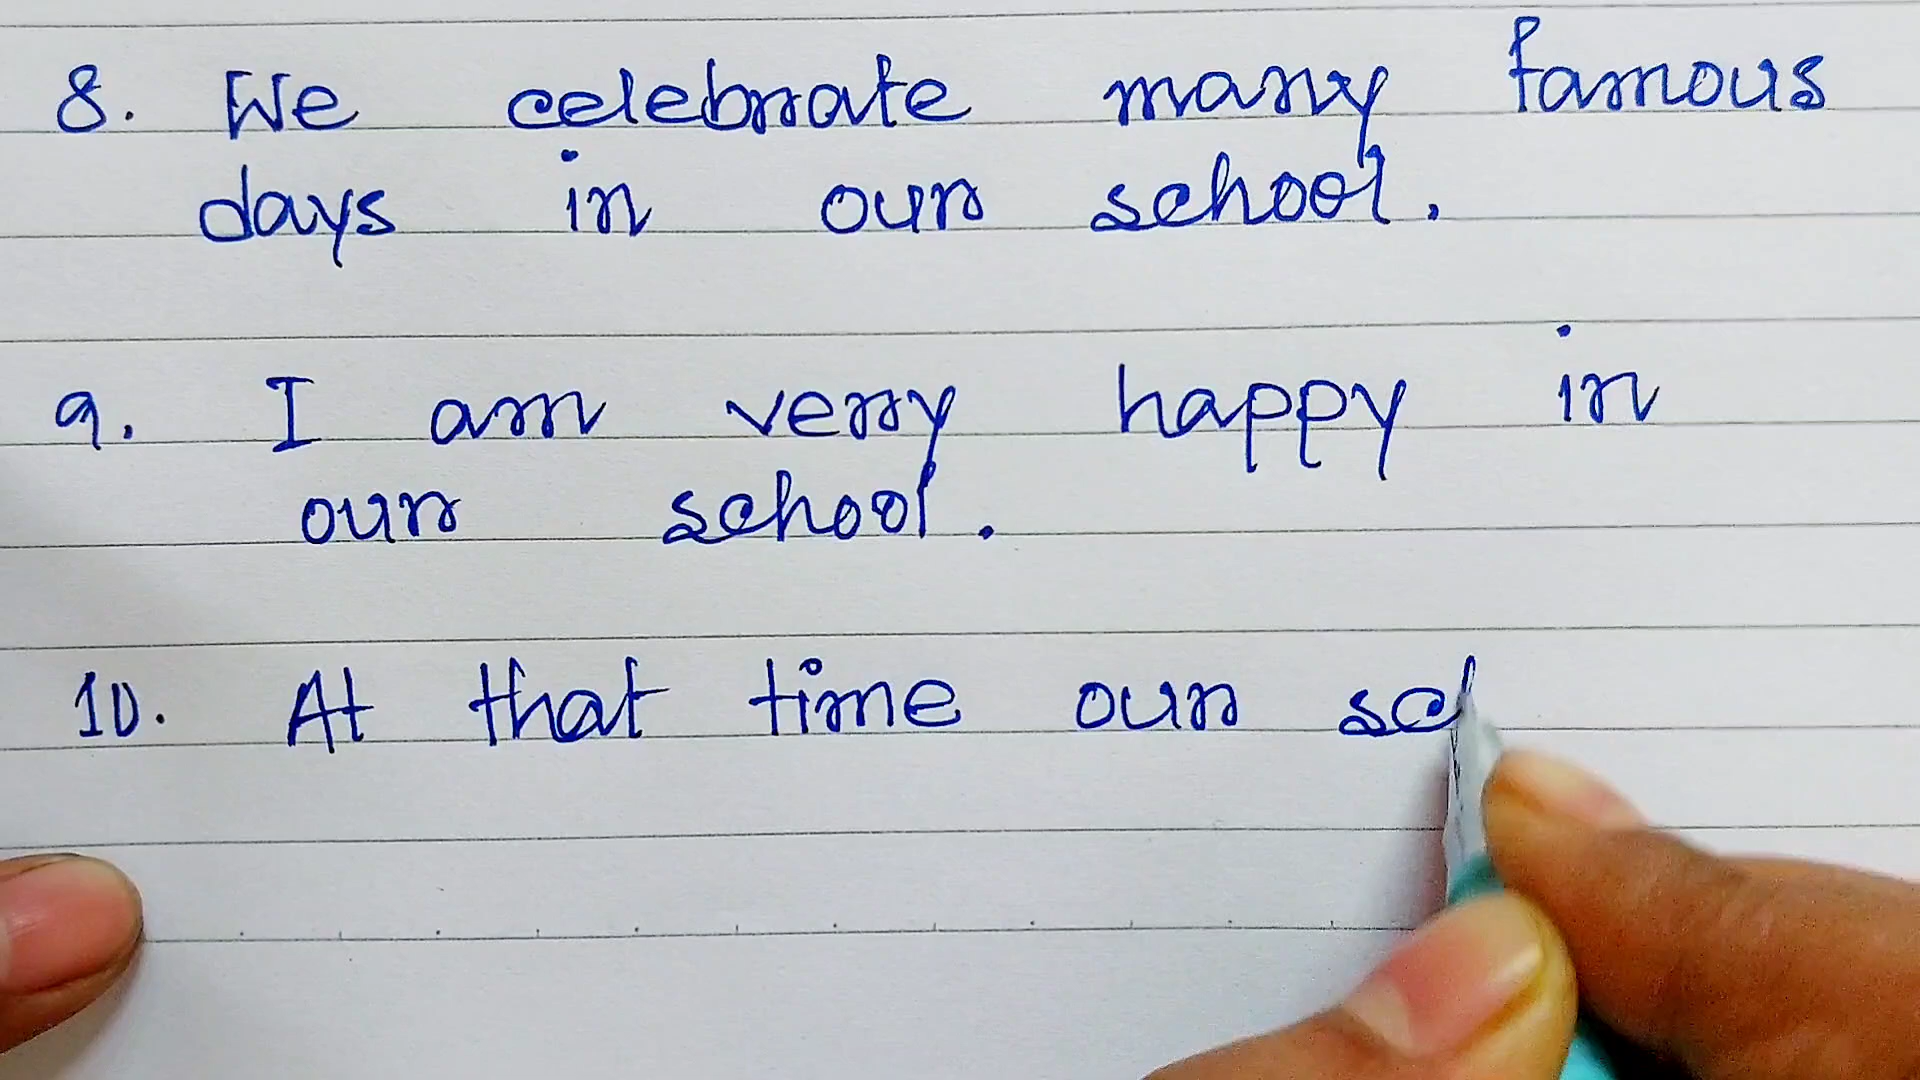 8. We celebrate many famous
days in our school.
9. I am very happy in
our school.
10. At that time our sch